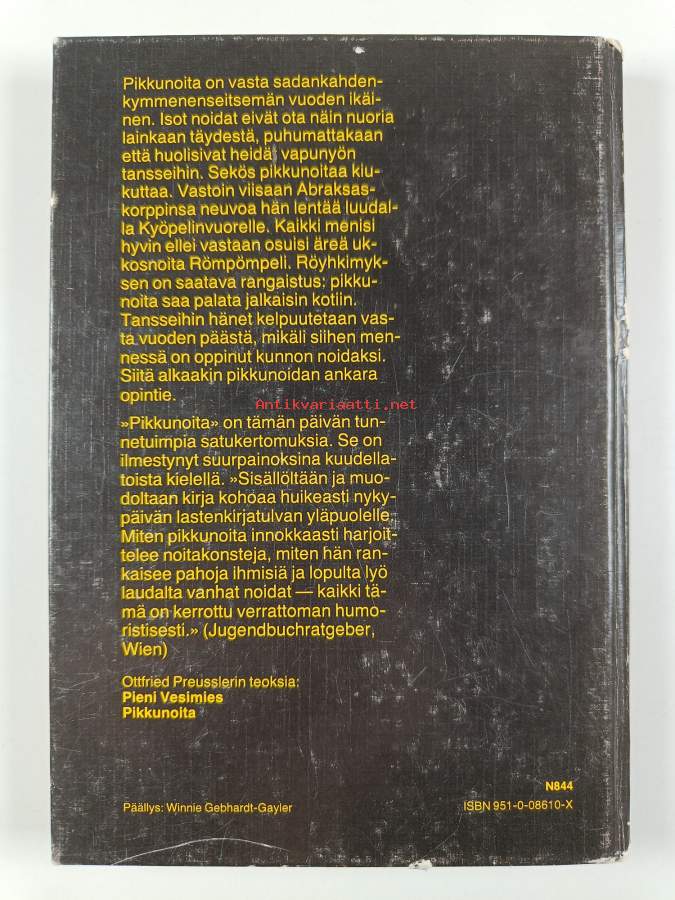 Pikkunoita on vasta sadankahden-
kymmenenseitsemän vuoden ikäi-
nen. Isot noidat eivät ota näin nuoria
lainkaan täydestä, puhumattakaan
että huolisivat heidä vapunyön
tansseihin. Sekös pikkunoitaa kiu-
kuttaa. Vastoin viisaan Abraksas-
korppinsa neuvoa hän lentää luudal-
la Kyöpelinvuorelle. Kaikki menisi
hyvin ellei vastaan osuisi äreä uk-
kosnoita Römpömpeli. Röyhkimyk-
sen on saatava rangaistus: pikku-
noita saa palata jalkaisin kotiin.
Tansseihin hänet kelpuutetaan vas-
ta vuoden päästä, mikäli siihen men-
nessä on oppinut kunnon noidaksi.
Siitä alkaakin pikkunoidan ankara
opintie.
Antikvariaatti.net
»Pikkunoita» on tämän päivän tun-
netuimpia satukertomuksia. Se on
ilmestynyt suurpainoksina kuudella-
toista kielellä. »Sisällöltään ja muo-
doltaan kirja kohoaa huikeasti nyky-
päivän lastenkirjatulvan yläpuolelle
Miten pikkunoita innokkaasti harjoit-
telee noitakonsteja, miten hän ran-
kaisee pahoja ihmisiä ja lopulta lyö
laudalta vanhat noidat — kaikki tä-
mä on kerrottu verrattoman humo-
ristisesti.» (Jugendbuchratgeber,
Wien)
Ottfried Preusslerin teoksia:
Pieni Vesimies
Pikkunoita
N844
Päällys: Winnie Gebhardt-Gayler
ISBN 951-0-08610-X